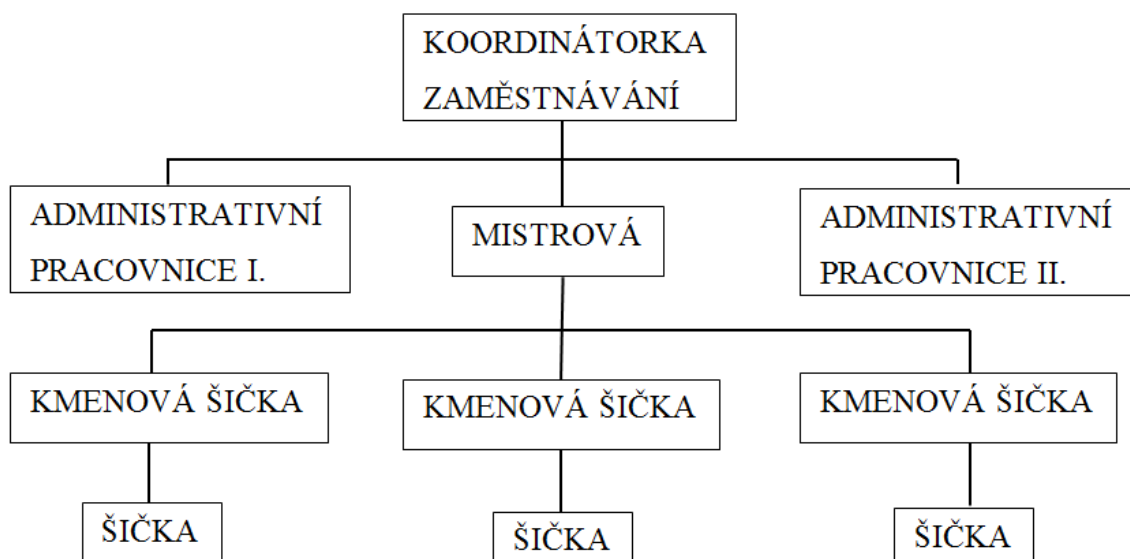 KOORDINÁTORKA
ZAMĚSTNÁVÁNÍ
ADMINISTRATIVNÍ
PRACOVNICE I.
MISTROVÁ
ADMINISTRATIVNÍ
PRACOVNICE II.
KMENOVÁ ŠIČKA
KMENOVÁ ŠIČKA
KMENOVÁ ŠIČKA
ŠIČKA
ŠIČKA
ŠIČKA